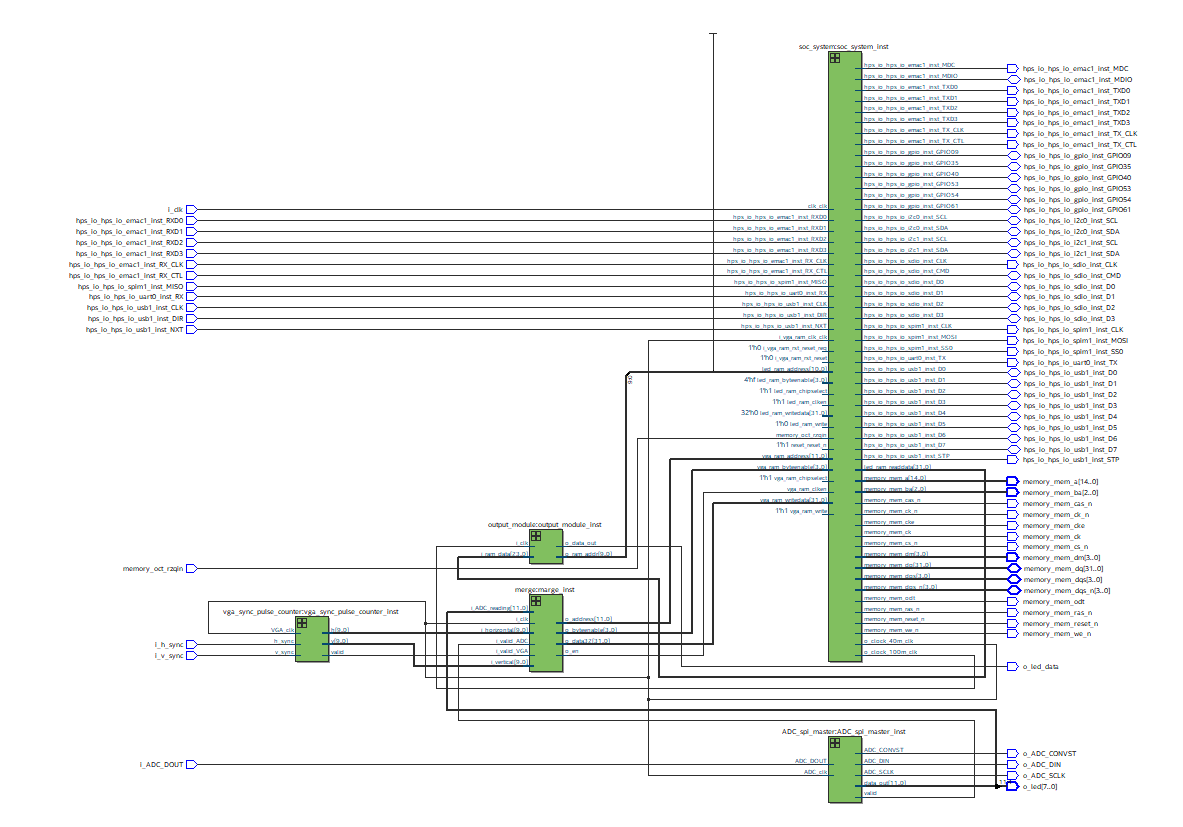 soc_system:soc_system_inst
i_clk
hps_io_hps_io_emac1_inst_RXD0
hps_io_hps_io_emac1_inst_RXD1
hps_io_hps_io_emac1_inst_RXD2
hps_io_hps_io_emac1_inst_RXD3
hps_io_hps_io_emac1_inst_RX_CLK
hps_io_hps_io_emac1_inst_RX_CTL
hps_io_hps_io_spim1_inst_MISO
hps_io_hps_io_uart0_inst_RX
hps_io_hps_io_usb1_inst_CLK
hps_io_hps_io_usb1_inst_DIR
hps_io_hps_io_usb1_inst_NXT
memory_oct_rzqin
i_h_sync
i_v_sync
i_ADC_DOUT
clk_clk
hps_io_hps_io_emac1_inst_RXD0
hps_io_hps_io_emac1_inst_RXD1
hps_io_hps_io_emac1_inst_RXD2
hps_io_hps_io_emac1_inst_RXD3
hps_io_hps_io_emac1_inst_RX_CLK
hps_io_hps_io_emac1_inst_RX_CTL
hps_io_hps_io_spim1_inst_MISO
hps_io_hps_io_uart0_inst_RX
hps_io_hps_io_usb1_inst_CLK
hps_io_hps_io_usb1_inst_DIR
hps_io_hps_io_usb1_inst_NXT
i_vga_ram_clk_clk
1'h0 i_vga_ram_rst_reset_req
1'h0 i_vga_ram_rst_reset
led_ram_address[10..0]
4'hf led_ram_byteenable[3..0]
1'h1 led_ram_chipselect
1'h1 led_ram_clken
32'h0 led_ram_writedata[31..0]
1'h0 led_ram_write
memory_oct_rzqin
1'h1 reset_reset_n
vga_ram_address[11..0]
vga_ram_byteenable[3..0]
1'h1 vga_ram_chipselect
vga_ram_clken
vga_ram_writedata[31..0]
1'h1 vga_ram_write
hps_io_hps_io_emac1_inst_MDC
hps_io_hps_io_emac1_inst_MDIO
hps_io_hps_io_emac1_inst_TXD0
hps_io_hps_io_emac1_inst_TXD1
hps_io_hps_io_emac1_inst_TXD2
hps_io_hps_io_emac1_inst_TXD3
hps_io_hps_io_emac1_inst_TX_CLK
hps_io_hps_io_emac1_inst_TX_CTL
hps_io_hps_io_gpio_inst_GPIO09
hps_io_hps_io_gpio_inst_GPIO35
hps_io_hps_io_gpio_inst_GPIO40
hps_io_hps_io_gpio_inst_GPIO53
hps_io_hps_io_gpio_inst_GPIO54
hps_io_hps_io_gpio_inst_GPIO61
hps_io_hps_io_i2c0_inst_SCL
hps_io_hps_io_i2c0_inst_SDA
hps_io_hps_io_i2c1_inst_SCL
hps_io_hps_io_i2c1_inst_SDA
hps_io_hps_io_sdio_inst_CLK
hps_io_hps_io_sdio_inst_CMD
hps_io_hps_io_sdio_inst_D0
hps_io_hps_io_sdio_inst_D1
hps_io_hps_io_sdio_inst_D2
hps_io_hps_io_sdio_inst_D3
hps_io_hps_io_spim1_inst_CLK
hps_io_hps_io_spim1_inst_MOSI
hps_io_hps_io_spim1_inst_SS0
hps_io_hps_io_uart0_inst_TX
hps_io_hps_io_usb1_inst_D0
hps_io_hps_io_usb1_inst_D1
hps_io_hps_io_usb1_inst_D2
hps_io_hps_io_usb1_inst_D3
hps_io_hps_io_usb1_inst_D4
hps_io_hps_io_usb1_inst_D5
hps_io_hps_io_usb1_inst_D6
hps_io_hps_io_usb1_inst_D7
hps_io_hps_io_usb1_inst_STP
led_ram_readdata[31..0]
memory_mem_a[14..0]
memory_mem_ba[2..0]
memory_mem_cas_n
memory_mem_ck_n
memory_mem_cke
memory_mem_ck
memory_mem_cs_n
memory_mem_dm[3..0]
memory_mem_dq[31..0]
memory_mem_dqs[3..0]
memory_mem_dqs_n[3..0]
memory_mem_odt
memory_mem_ras_n
memory_mem_reset_n
memory_mem_we_n
o_clock_40m_clk
o_clock_100m_clk
hps_io_hps_io_emac1_inst_MDC
hps_io_hps_io_emac1_inst_MDIO
hps_io_hps_io_emac1_inst_TXD0
hps_io_hps_io_emac1_inst_TXD1
hps_io_hps_io_emac1_inst_TXD2
hps_io_hps_io_emac1_inst_TXD3
hps_io_hps_io_emac1_inst_TX_CLK
hps_io_hps_io_emac1_inst_TX_CTL
hps_io_hps_io_gpio_inst_GPIO09
hps_io_hps_io_gpio_inst_GPIO35
hps_io_hps_io_gpio_inst_GPIO40
hps_io_hps_io_gpio_inst_GPIO53
hps_io_hps_io_gpio_inst_GPIO54
hps_io_hps_io_gpio_inst_GPIO61
hps_io_hps_io_i2c0_inst_SCL
hps_io_hps_io_i2c0_inst_SDA
hps_io_hps_io_i2c1_inst_SCL
hps_io_hps_io_i2c1_inst_SDA
hps_io_hps_io_sdio_inst_CLK
hps_io_hps_io_sdio_inst_CMD
hps_io_hps_io_sdio_inst_D0
hps_io_hps_io_sdio_inst_D1
hps_io_hps_io_sdio_inst_D2
hps_io_hps_io_sdio_inst_D3
hps_io_hps_io_spim1_inst_CLK
hps_io_hps_io_spim1_inst_MOSI
hps_io_hps_io_spim1_inst_SS0
hps_io_hps_io_uart0_inst_TX
hps_io_hps_io_usb1_inst_D0
hps_io_hps_io_usb1_inst_D1
hps_io_hps_io_usb1_inst_D2
hps_io_hps_io_usb1_inst_D3
hps_io_hps_io_usb1_inst_D4
hps_io_hps_io_usb1_inst_D5
hps_io_hps_io_usb1_inst_D6
hps_io_hps_io_usb1_inst_D7
hps_io_hps_io_usb1_inst_STP
memory_mem_a[14..0]
memory_mem_ba[2..0]
memory_mem_cas_n
memory_mem_ck_n
memory_mem_cke
memory_mem_ck
memory_mem_cs_n
memory_mem_dm[3..0]
memory_mem_dq[31..0]
memory_mem_dqs[3..0]
memory_mem_dqs_n[3..0]
memory_mem_odt
memory_mem_ras_n
memory_mem_reset_n
memory_mem_we_n
o_led_data
o_ADC_CONVST
o_ADC_DIN
o_ADC_SCLK
o_led[7..0]
output_module:output_module_inst
i_clk
i_ram_data[23..0]
o_data_out
o_ram_addr[9..0]
merge:marge_inst
i_ADC_reading[11..0]
i_clk
i_horizontal[9..0]
i_valid_ADC
i_valid_VGA
i_vertical[9..0]
o_address[11..0]
o_byteenable[3..0]
o_data32[31..0]
o_en
vga_sync_pulse_counter:vga_sync_pulse_counter_inst
VGA_clk
h_sync
v_sync
h[9..0]
v[9..0]
valid
ADC_spi_master:ADC_spi_master_inst
ADC_DOUT
ADC_clk
ADC_CONVST
ADC_DIN
ADC_SCLK
data_out[11..0]
valid